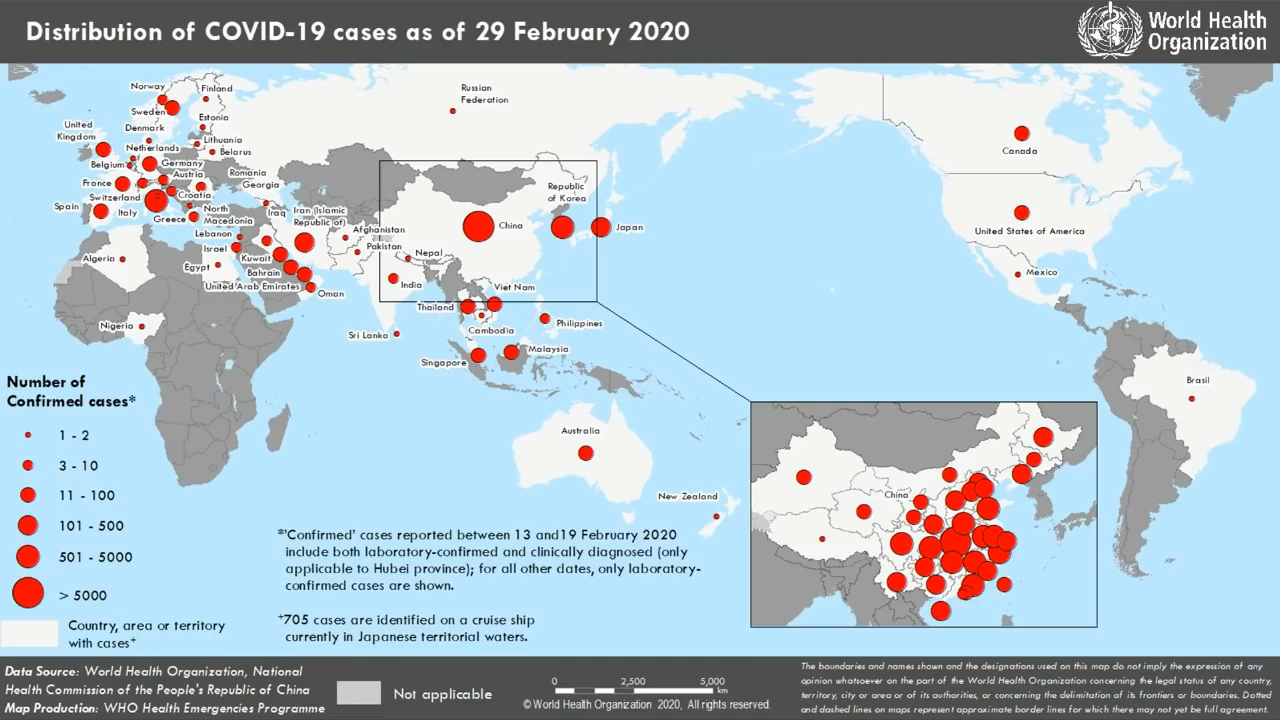 Distribution of COVID-19 cases as of 29 February 2020
World Health
Organization
Norway
Finland
Sweden
Estonia
United
Kingdom
Denmark
Lithuania
Netherlands
Belarus
Belgium
Germany
Austria
Romania
France
Georgia
Switzerland
Croatia
Spain
Italy
Greece
North
Macedonia
Iraq
Iran (Islamic
Republic of)
Afghanistan
Pakistan
Lebanon
Israel
Kuwait
Algeria
Egypt
Bahrain
United Arab Emirates
Oman
Nigeria
Russian
Federation
Republic
of Korea
China
Japan
Nepal
India
Viet Nam
Thailand
Cambodia
Philippines
Sri Lanka
Malaysia
Singapore
Australia
New Zealand
Canada
United States of America
Mexico
Brasil
China
Number of
Confirmed cases*
1 - 2
3 - 10
11 - 100
101 - 500
501 - 5000
> 5000
Country, area or territory
with cases⁺
*'Confirmed' cases reported between 13 and19 February 2020
include both laboratory-confirmed and clinically diagnosed (only
applicable to Hubei province); for all other dates, only laboratory-
confirmed cases are shown.
⁺705 cases are identified on a cruise ship
currently in Japanese territorial waters.
Data Source: World Health Organization, National
Health Commission of the People's Republic of China
Map Production: WHO Health Emergencies Programme
Not applicable
0 2,500 5,000
km
© World Health Organization 2020, All rights reserved.
The boundaries and names shown and the designations used on this map do not imply the expression of any
opinion whatsoever on the part of the World Health Organization concerning the legal status of any country,
territory, city or area or of its authorities, or concerning the delimitation of its frontiers or boundaries. Dotted
and dashed lines on maps represent approximate border lines for which there may not yet be full agreement.